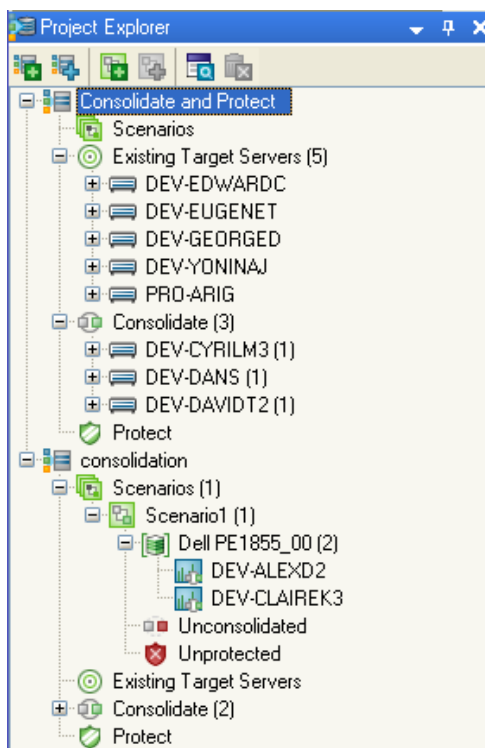 Project Explorer
Consolidate and Protect
Scenarios
Existing Target Servers (5)
DEV-EDWARDC
DEV-EUGENET
DEV-GEORGED
DEV-YONINAJ
PRO-ARIG
Consolidate (3)
DEV-CYRILM3 (1)
DEV-DANS (1)
DEV-DAVIDT2 (1)
Protect
consolidation
Scenarios (1)
Scenario1 (1)
Dell PE1855_00 (2)
DEV-ALEXD2
DEV-CLAIREK3
Unconsolidated
Unprotected
Existing Target Servers
Consolidate (2)
Protect